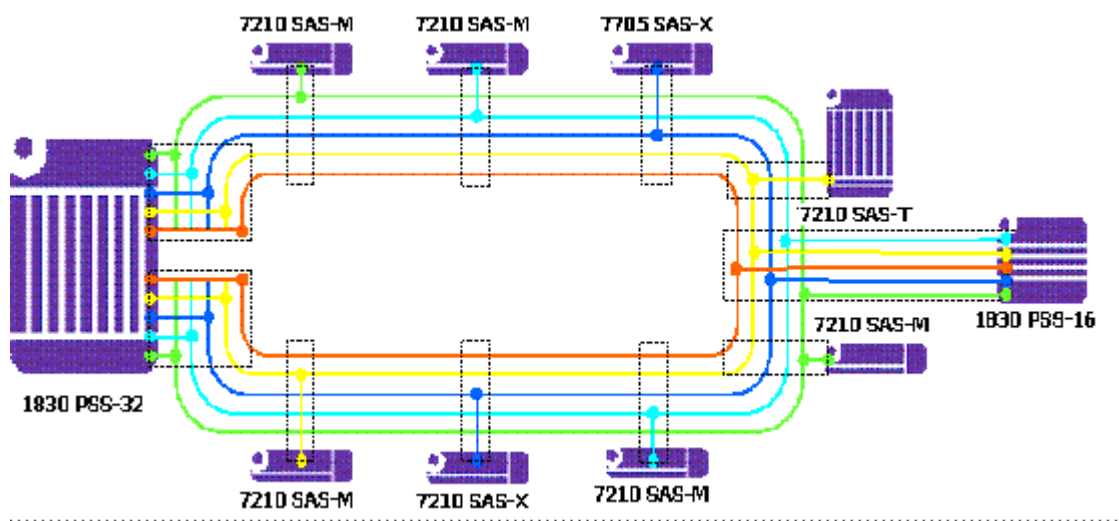 7210 SAS-M
7210 SAS-M
7705 SAS-X
7210 SAS-T
1830 PSS-16
7210 SAS-M
1830 PSS-32
7210 SAS-M
7210 SAS-X
7210 SAS-M